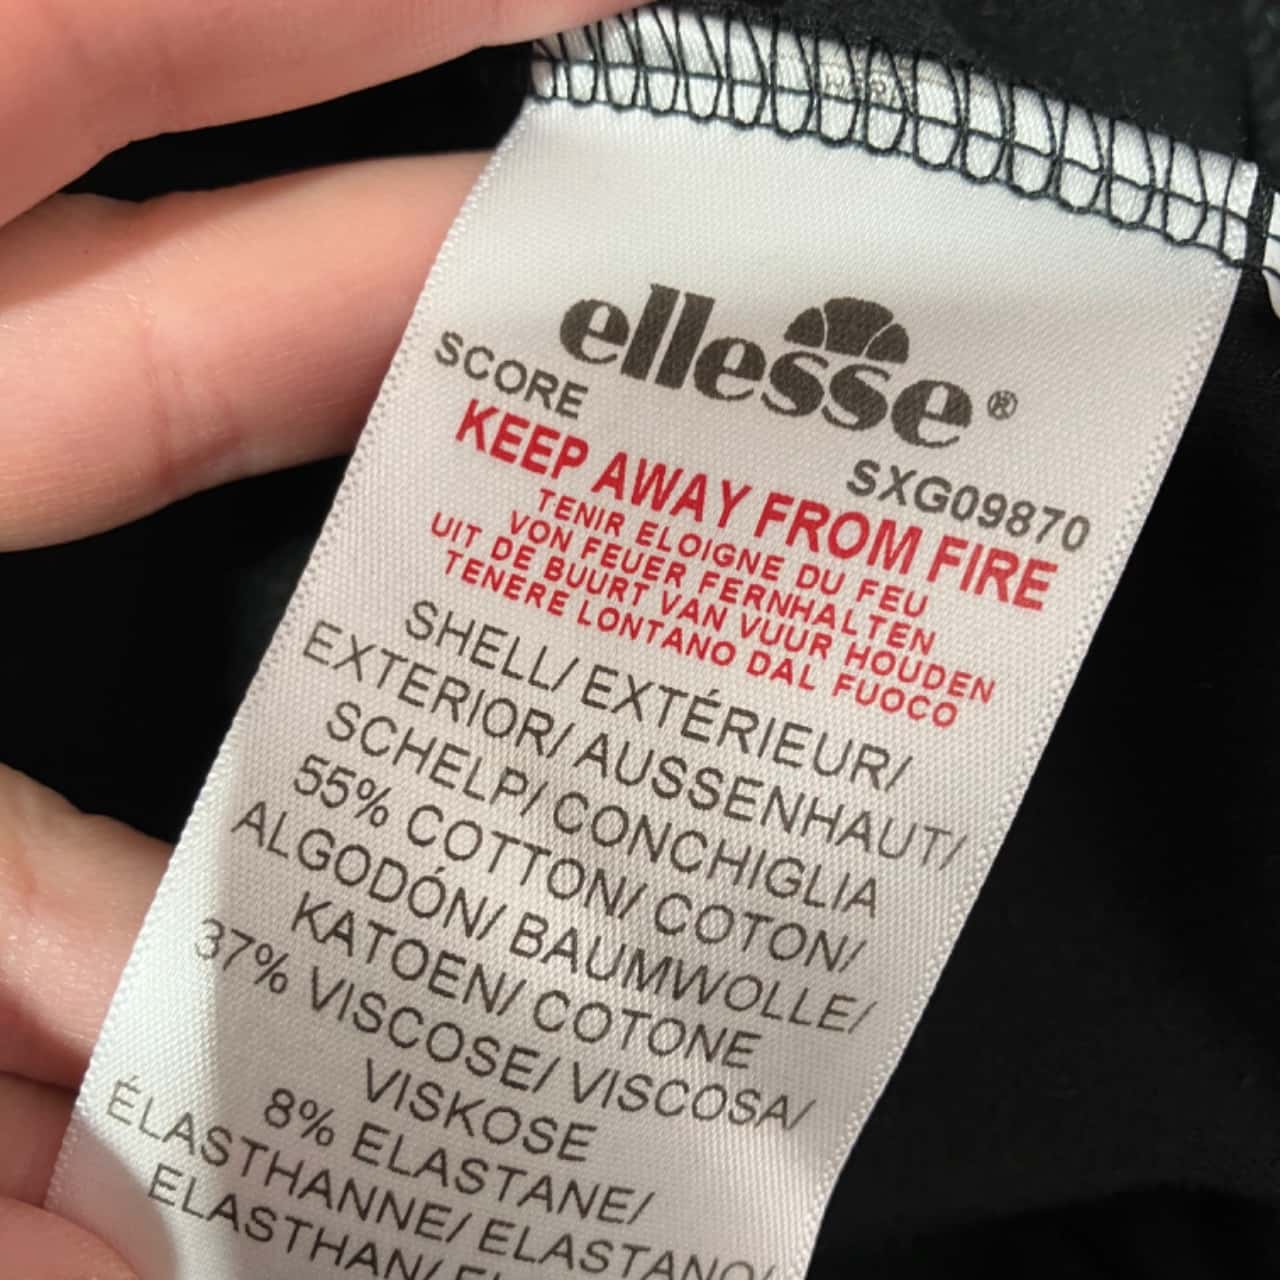 ellesse®
SCORE
SXG09870
KEEP AWAY FROM FIRE
TENIR ELOIGNE DU FEU
VON FEUER FERNHALTEN
UIT DE BUURT VAN VUUR HOUDEN
TENERE LONTANO DAL FUOCO
SHELL/ EXTÉRIEUR/
EXTERIOR/ AUSSENHAUT/
SCHELP/ CONCHIGLIA
55% COTTON/ COTON/
ALGODÓN/ BAUMWOLLE/
KATOEN/ COTONE
37% VISCOSE/ VISCOSA/
VISKOSE
8% ELASTANE/
ÉLASTHANNE/ ELASTANO/
ELASTHAN/